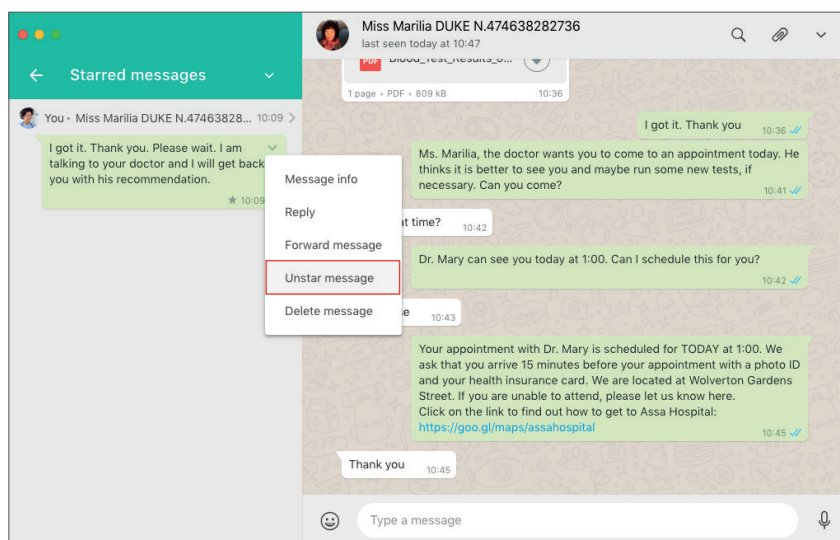 Starred messages
You · Miss Marilia DUKE N.47463828... 10:09
I got it. Thank you. Please wait. I am
talking to your doctor and I will get back
you with his recommendation.
10:09
Message info
Reply
Forward message
Unstar message
Delete message
Miss Marilia DUKE N.474638282736
last seen today at 10:47
PDF
1 page • PDF • 809 kB 10:36
I got it. Thank you 10:36
Ms. Marilia, the doctor wants you to come to an appointment today. He
thinks it is better to see you and maybe run some new tests, if
necessary. Can you come?
10:41
time? 10:42
Dr. Mary can see you today at 1:00. Can I schedule this for you?
10:42
10:43
Your appointment with Dr. Mary is scheduled for TODAY at 1:00. We
ask that you arrive 15 minutes before your appointment with a photo ID
and your health insurance card. We are located at Wolverton Gardens
Street. If you are unable to attend, please let us know here.
Click on the link to find out how to get to Assa Hospital:
https://goo.gl/maps/assahospital
10:45
Thank you 10:45
Type a message